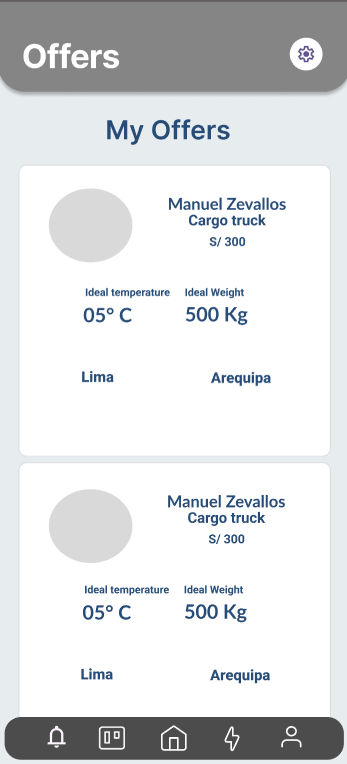 Offers
My Offers
Manuel Zevallos
Cargo truck
S/ 300
Ideal temperature Ideal Weight
05° C 500 Kg
Lima Arequipa
Manuel Zevallos
Cargo truck
S/ 300
Ideal temperature Ideal Weight
05° C 500 Kg
Lima Arequipa